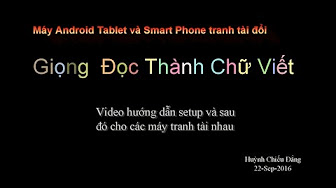 Máy Android Tablet và Smart Phone tranh tài đổi
Giọng Đọc Thành Chữ Viết
Video hướng dẫn setup và sau
đó cho các máy tranh tài nhau
Huỳnh Chiếu Đẳng
22-Sep-2016